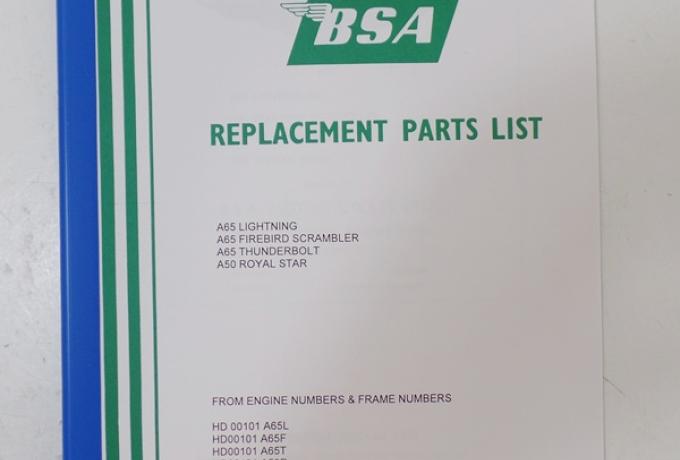 BSA
REPLACEMENT PARTS LIST
A65 LIGHTNING
A65 FIREBIRD SCRAMBLER
A65 THUNDERBOLT
A50 ROYAL STAR
FROM ENGINE NUMBERS & FRAME NUMBERS
HD 00101 A65L
HD00101 A65F
HD00101 A65T